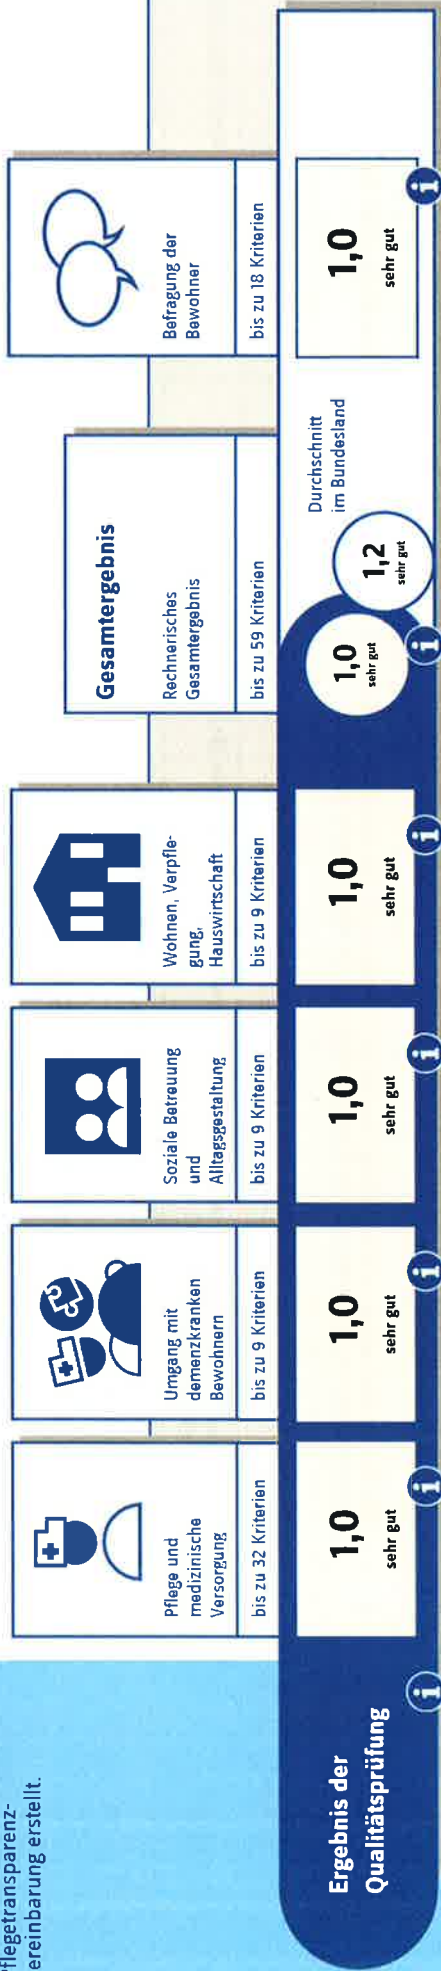 Pflegetransparenz-
ereinbarung erstellt.
Pflege und
medizinische
Versorgung
bis zu 32 Kriterien
Umgang mit
demenzkranken
Bewohnern
bis zu 9 Kriterien
Soziale Betreuung
und
Alltagsgestaltung
bis zu 9 Kriterien
Wohnen, Verpfle-
gung,
Hauswirtschaft
bis zu 9 Kriterien
Gesamtergebnis
Rechnerisches
Gesamtergebnis
bis zu 59 Kriterien
Befragung der
Bewohner
bis zu 18 Kriterien
Ergebnis der
Qualitätsprüfung
i
1,0
sehr gut
i
1,0
sehr gut
i
1,0
sehr gut
i
1,0
sehr gut
i
1,0
sehr gut
i
1,2
sehr gut
Durchschnitt
im Bundesland
1,0
sehr gut
i